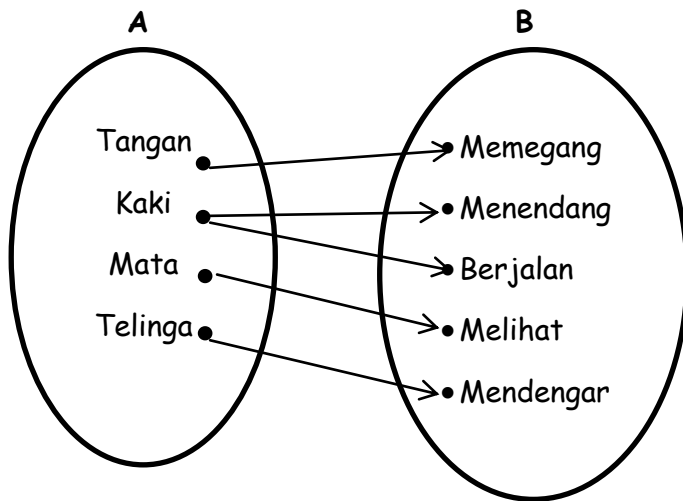 A
B
Tangan
Kaki
Mata
Telinga
Memegang
Menendang
Berjalan
Melihat
Mendengar